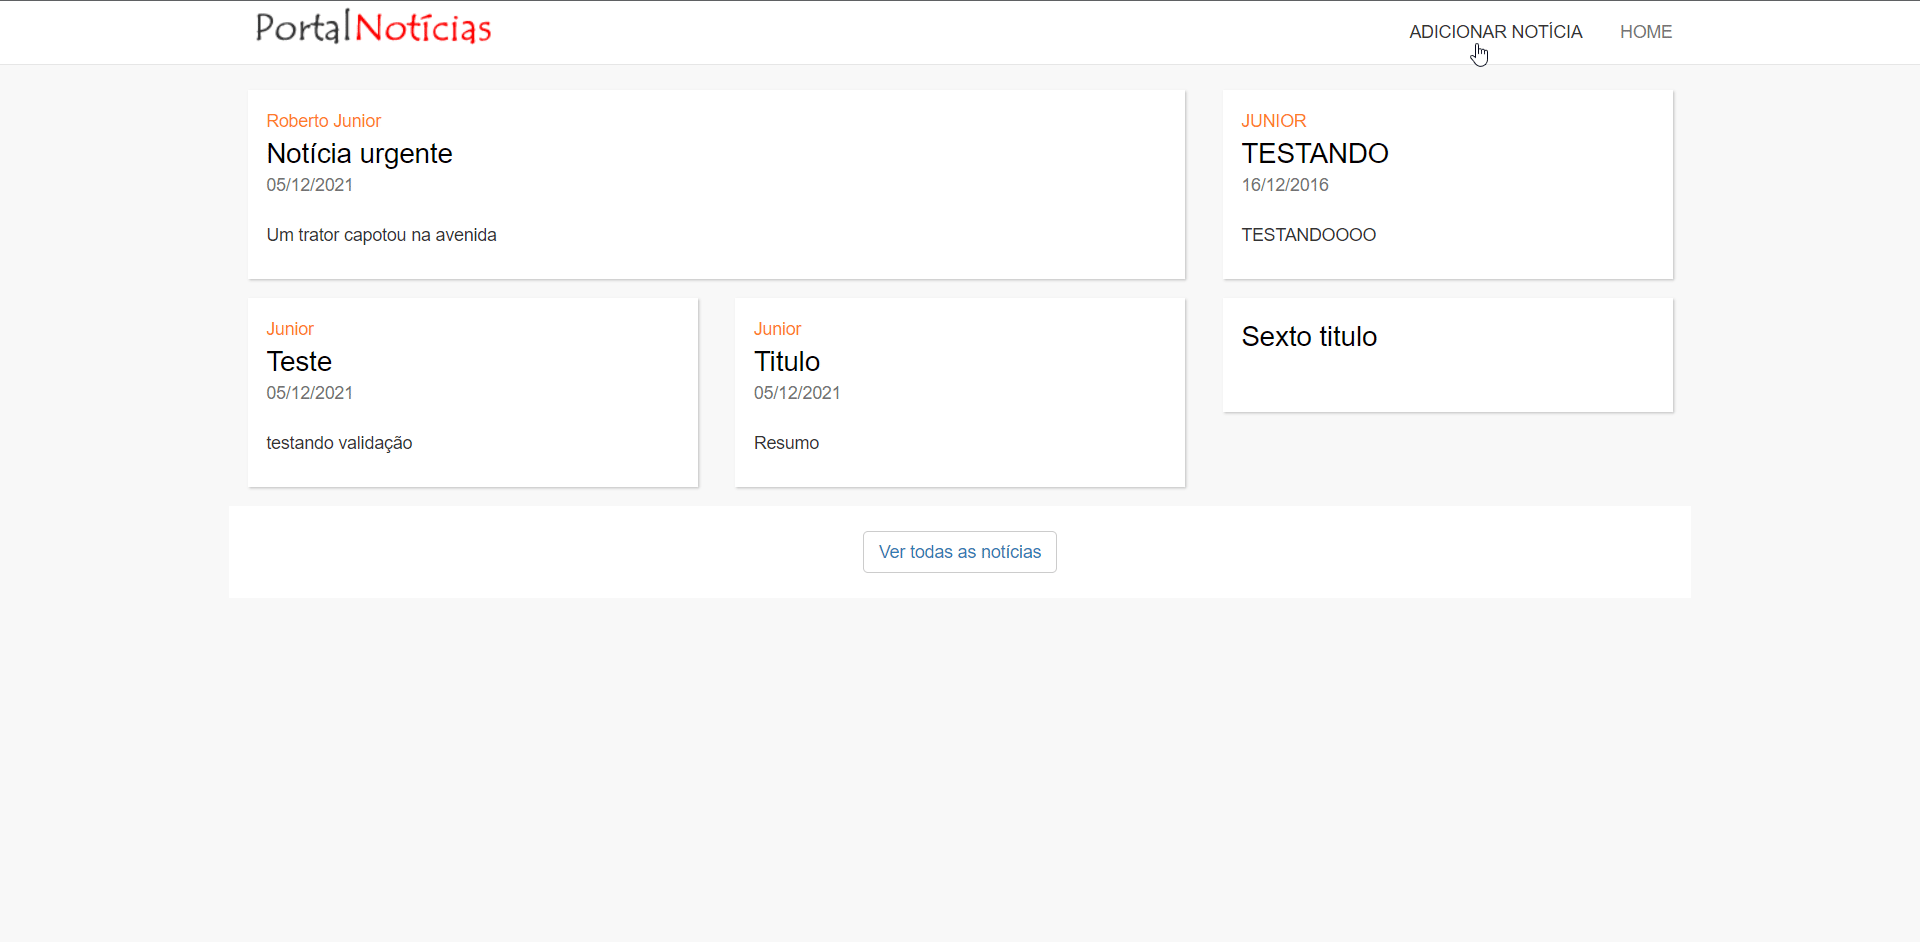 PortalNotícias
ADICIONAR NOTÍCIA
HOME
Roberto Junior
Notícia urgente
05/12/2021
Um trator capotou na avenida
JUNIOR
TESTANDO
16/12/2016
TESTANDOOOO
Junior
Teste
05/12/2021
testando validação
Junior
Titulo
05/12/2021
Resumo
Sexto titulo
Ver todas as notícias